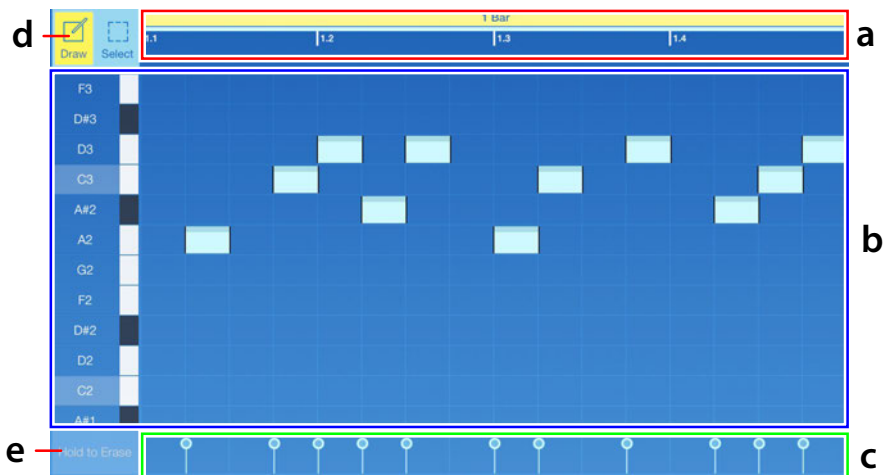 1 Bar
d
Draw
Select
1.1
1.2
1.3
1.4
a
F3
D#3
D3
C3
A#2
A2
G2
F2
D#2
D2
C2
A#1
b
e
Hold to Erase
c